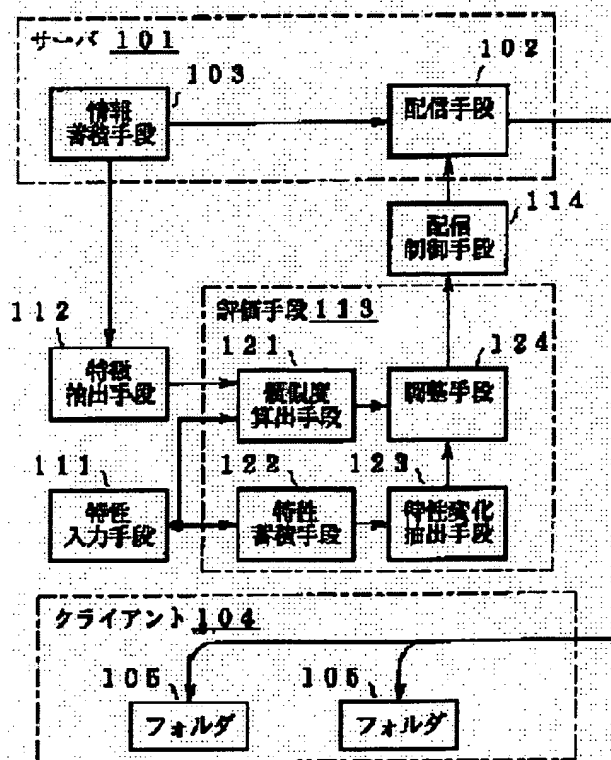 サーバ 101
102
103
情報
蓄積手段
配信手段
114
配信
制御手段
112
評価手段 113
121
124
特徴
抽出手段
類似度
算出手段
調整手段
111
122
123
特性
入力手段
特性
蓄積手段
特性変化
抽出手段
クライアント 104
105
105
フォルダ
フォルダ